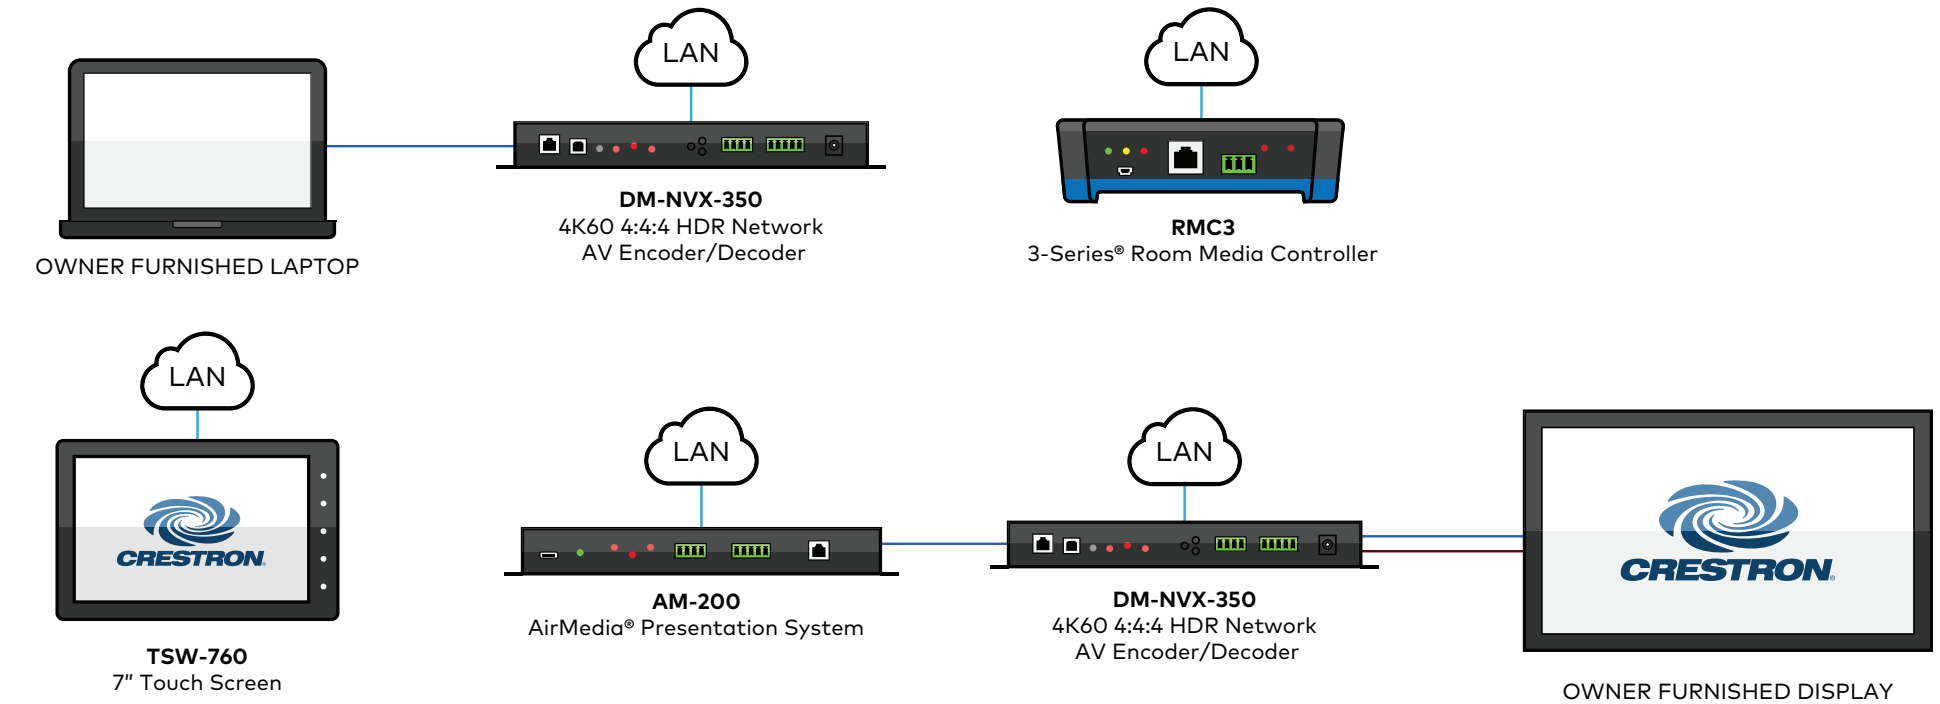 LAN
LAN
OWNER FURNISHED LAPTOP
DM-NVX-350
4K60 4:4:4 HDR Network
AV Encoder/Decoder
RMC3
3-Series® Room Media Controller
LAN
CRESTRON
TSW-760
7” Touch Screen
LAN
AM-200
AirMedia® Presentation System
LAN
DM-NVX-350
4K60 4:4:4 HDR Network
AV Encoder/Decoder
CRESTRON
OWNER FURNISHED DISPLAY